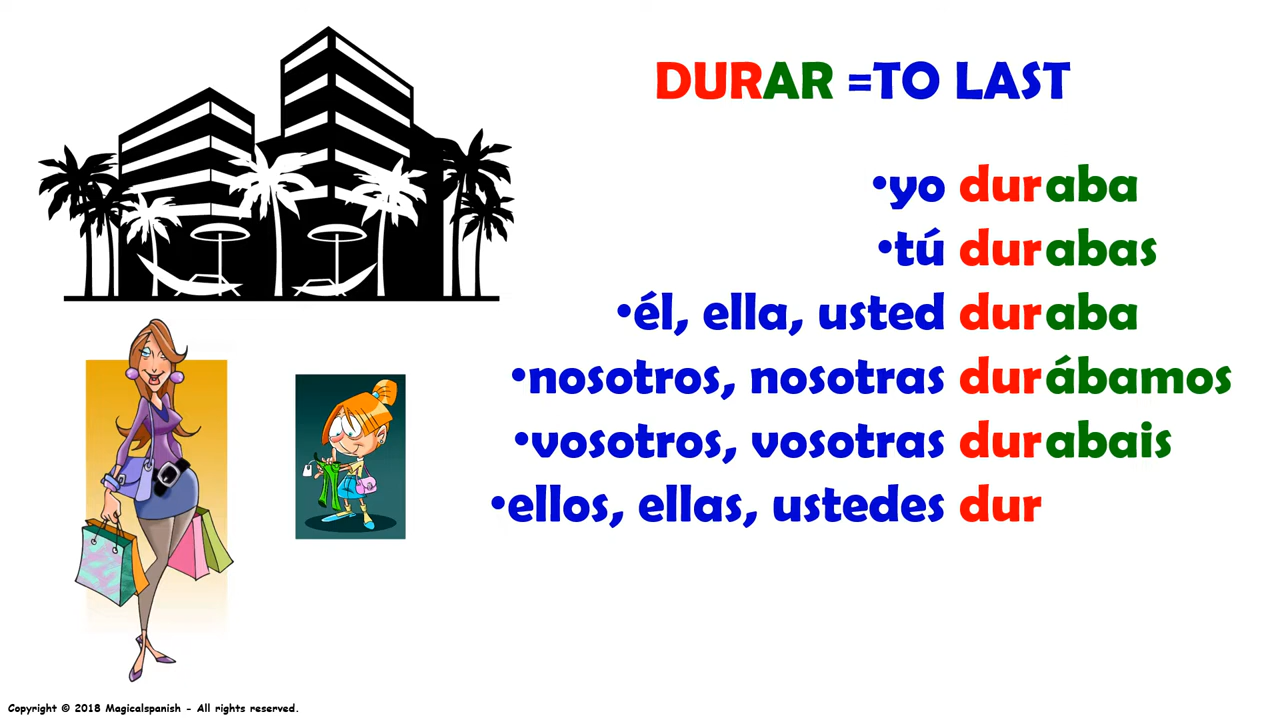 DURAR =TO LAST
•yo duraba
•tú durabas
•él, ella, usted duraba
•nosotros, nosotras durábamos
•vosotros, vosotras durabais
•ellos, ellas, ustedes dur
Copyright © 2018 Magicalspanish - All rights reserved.